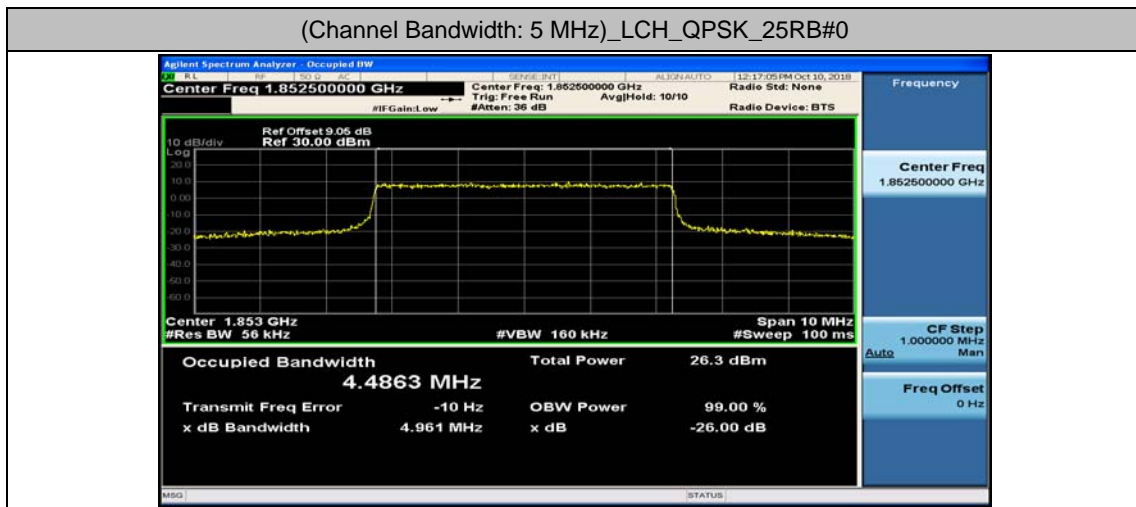 (Channel Bandwidth: 5 MHz)_LCH_QPSK_25RB#0
Agilent Spectrum Analyzer - Occupied BW
RL RF 50 Ω AC SENSE:INT ALIGN AUTO 12:17:05 PM Oct 10, 2018
Center Freq 1.852500000 GHz Center Freq: 1.852500000 GHz Radio Std: None
Trig: Free Run Avg|Hold: 10/10
#IFGain:Low #Atten: 36 dB Radio Device: BTS
Ref Offset 9.05 dB
10 dB/div Ref 30.00 dBm
Log
20.0
10.0
0.00
-10.0
-20.0
-30.0
-40.0
-50.0
-60.0
Center 1.853 GHz Span 10 MHz
#Res BW 56 kHz #VBW 160 kHz #Sweep 100 ms
Occupied Bandwidth Total Power 26.3 dBm
4.4863 MHz
Transmit Freq Error -10 Hz OBW Power 99.00 %
x dB Bandwidth 4.961 MHz x dB -26.00 dB
MSG STATUS
Frequency
Center Freq
1.852500000 GHz
CF Step
1.000000 MHz
Auto Man
Freq Offset
0 Hz